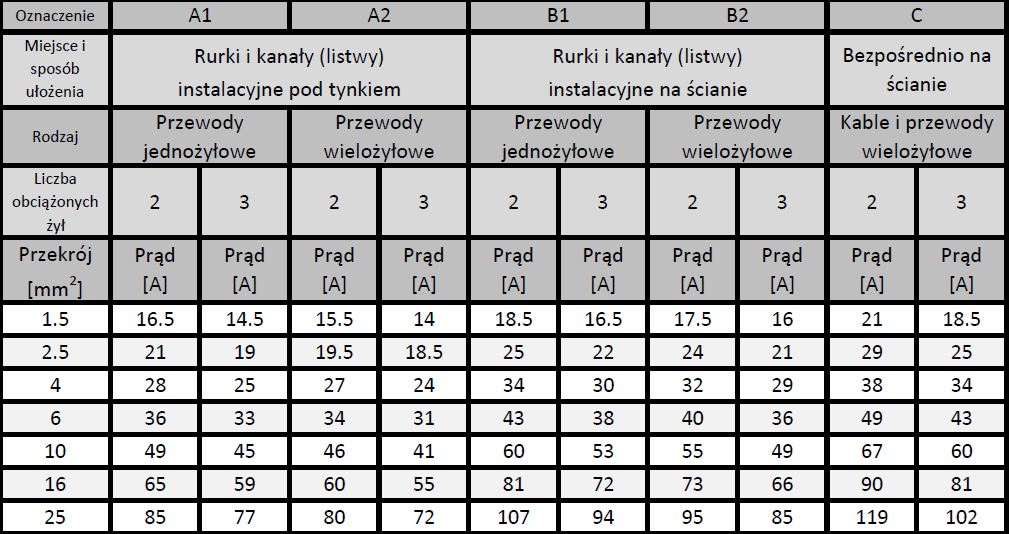 Oznaczenie A1 A2 B1 B2 C
Miejsce i
sposób
ułożenia
Rurki i kanały (listwy)
instalacyjne pod tynkiem
Rurki i kanały (listwy)
instalacyjne na ścianie
Bezpośrednio na
ścianie
Rodzaj
Przewody
jednożyłowe
Przewody
wielożyłowe
Przewody
jednożyłowe
Przewody
wielożyłowe
Kable i przewody
wielożyłowe
Liczba
obciążonych
żył
2 3 2 3 2 3 2 3 2 3
Przekrój
[mm²]
Prąd
[A]
Prąd
[A]
Prąd
[A]
Prąd
[A]
Prąd
[A]
Prąd
[A]
Prąd
[A]
Prąd
[A]
Prąd
[A]
Prąd
[A]
1.5 16.5 14.5 15.5 14 18.5 16.5 17.5 16 21 18.5
2.5 21 19 19.5 18.5 25 22 24 21 29 25
4 28 25 27 24 34 30 32 29 38 34
6 36 33 34 31 43 38 40 36 49 43
10 49 45 46 41 60 53 55 49 67 60
16 65 59 60 55 81 72 73 66 90 81
25 85 77 80 72 107 94 95 85 119 102